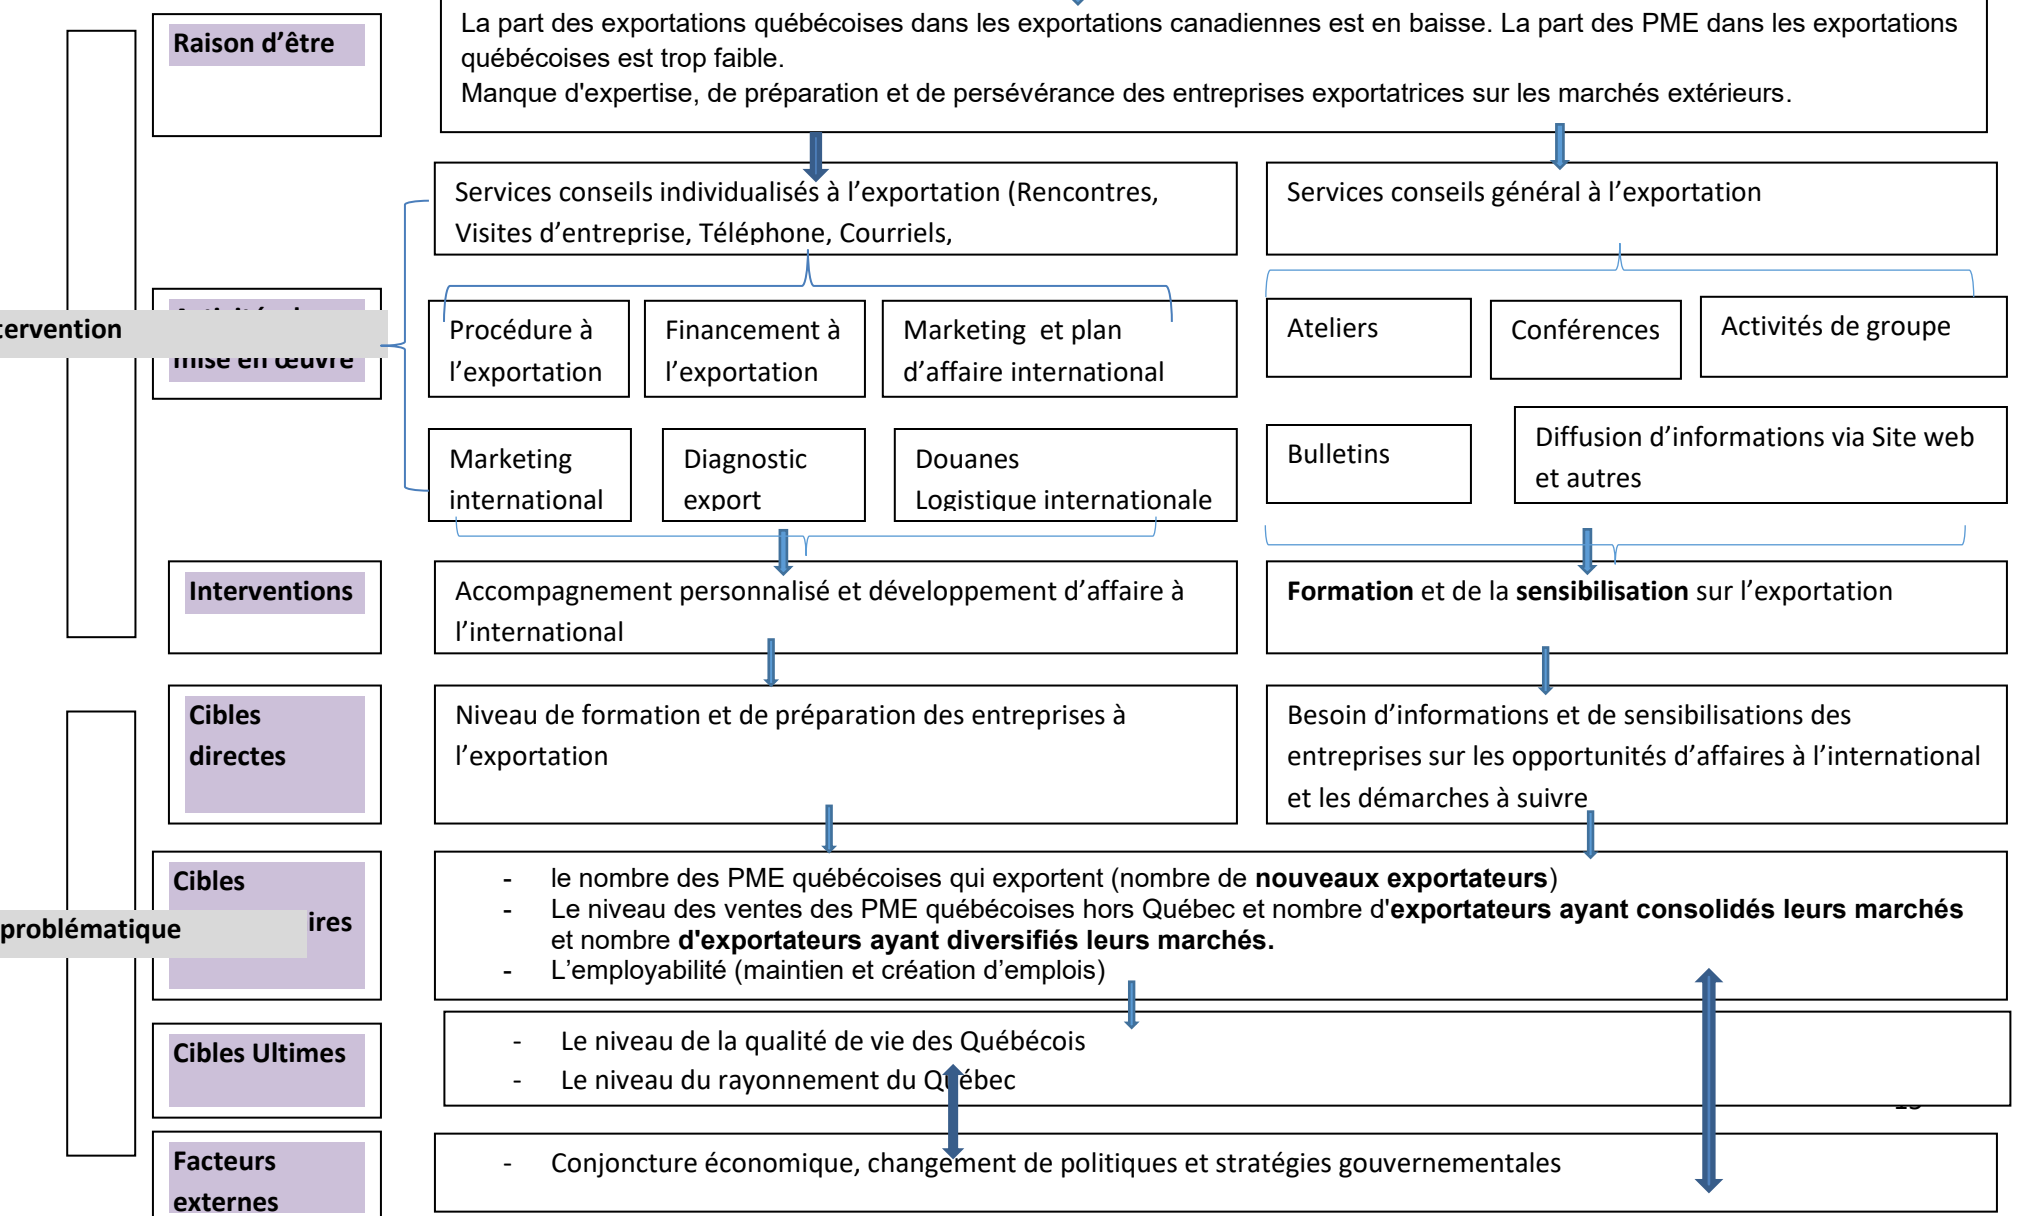 Raison d'être
La part des exportations québécoises dans les exportations canadiennes est en baisse. La part des PME dans les exportations
québécoises est trop faible.
Manque d'expertise, de préparation et de persévérance des entreprises exportatrices sur les marchés extérieurs.
Services conseils individualisés à l'exportation (Rencontres,
Visites d'entreprise, Téléphone, Courriels,
Services conseils général à l'exportation
tervention
mise en œuvre
Procédure à
l'exportation
Financement à
l'exportation
Marketing et plan
d'affaire international
Ateliers
Conférences
Activités de groupe
Marketing
international
Diagnostic
export
Douanes
Logistique internationale
Bulletins
Diffusion d'informations via Site web
et autres
Interventions
Accompagnement personnalisé et développement d'affaire à
l'international
Formation et de la sensibilisation sur l'exportation
Cibles
directes
Niveau de formation et de préparation des entreprises à
l'exportation
Besoin d'informations et de sensibilisations des
entreprises sur les opportunités d'affaires à l'international
et les démarches à suivre
problématique
Cibles
ires
- le nombre des PME québécoises qui exportent (nombre de nouveaux exportateurs)
- Le niveau des ventes des PME québécoises hors Québec et nombre d'exportateurs ayant consolidés leurs marchés
et nombre d'exportateurs ayant diversifiés leurs marchés.
- L'employabilité (maintien et création d'emplois)
Cibles Ultimes
- Le niveau de la qualité de vie des Québécois
- Le niveau du rayonnement du Québec
Facteurs
externes
- Conjoncture économique, changement de politiques et stratégies gouvernementales